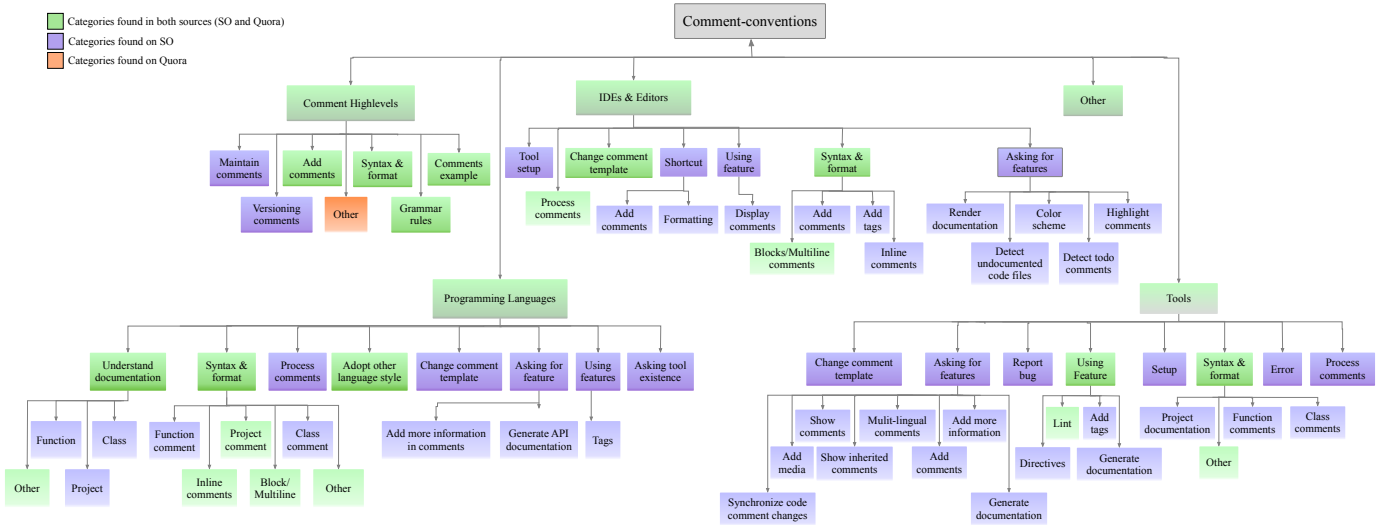 Comment-conventions
Categories found in both sources (SO and Quora)
Categories found on SO
Categories found on Quora
Comment Highlevels
IDEs & Editors
Other
Maintain
comments
Add
comments
Syntax &
format
Comments
example
Versioning
comments
Other
Grammar
rules
Tool
setup
Change comment
template
Shortcut
Using
feature
Syntax &
format
Asking for
features
Process
comments
Add
comments
Formatting
Display
comments
Add
comments
Add
tags
Blocks/Multiline
comments
Inline
comments
Render
documentation
Color
scheme
Highlight
comments
Detect
undocumented
code files
Detect todo
comments
Programming Languages
Tools
Understand
documentation
Syntax &
format
Process
comments
Adopt other
language style
Change comment
template
Asking for
feature
Using
features
Asking tool
existence
Function
Class
Other
Project
Function
comment
Project
comment
Class
comment
Inline
comments
Block/
Multiline
Other
Add more information
in comments
Generate API
documentation
Tags
Change comment
template
Asking for
features
Report
bug
Using
Feature
Setup
Syntax &
format
Error
Process
comments
Show
comments
Mulit-lingual
comments
Add more
information
Add
media
Show inherited
comments
Add
comments
Synchronize code
comment changes
Generate
documentation
Lint
Add
tags
Directives
Generate
documentation
Project
documentation
Function
comments
Class
comments
Other